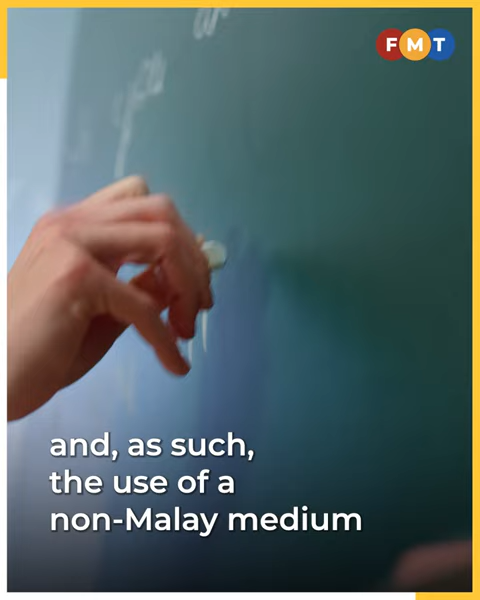 FMT
and, as such,
the use of a
non-Malay medium